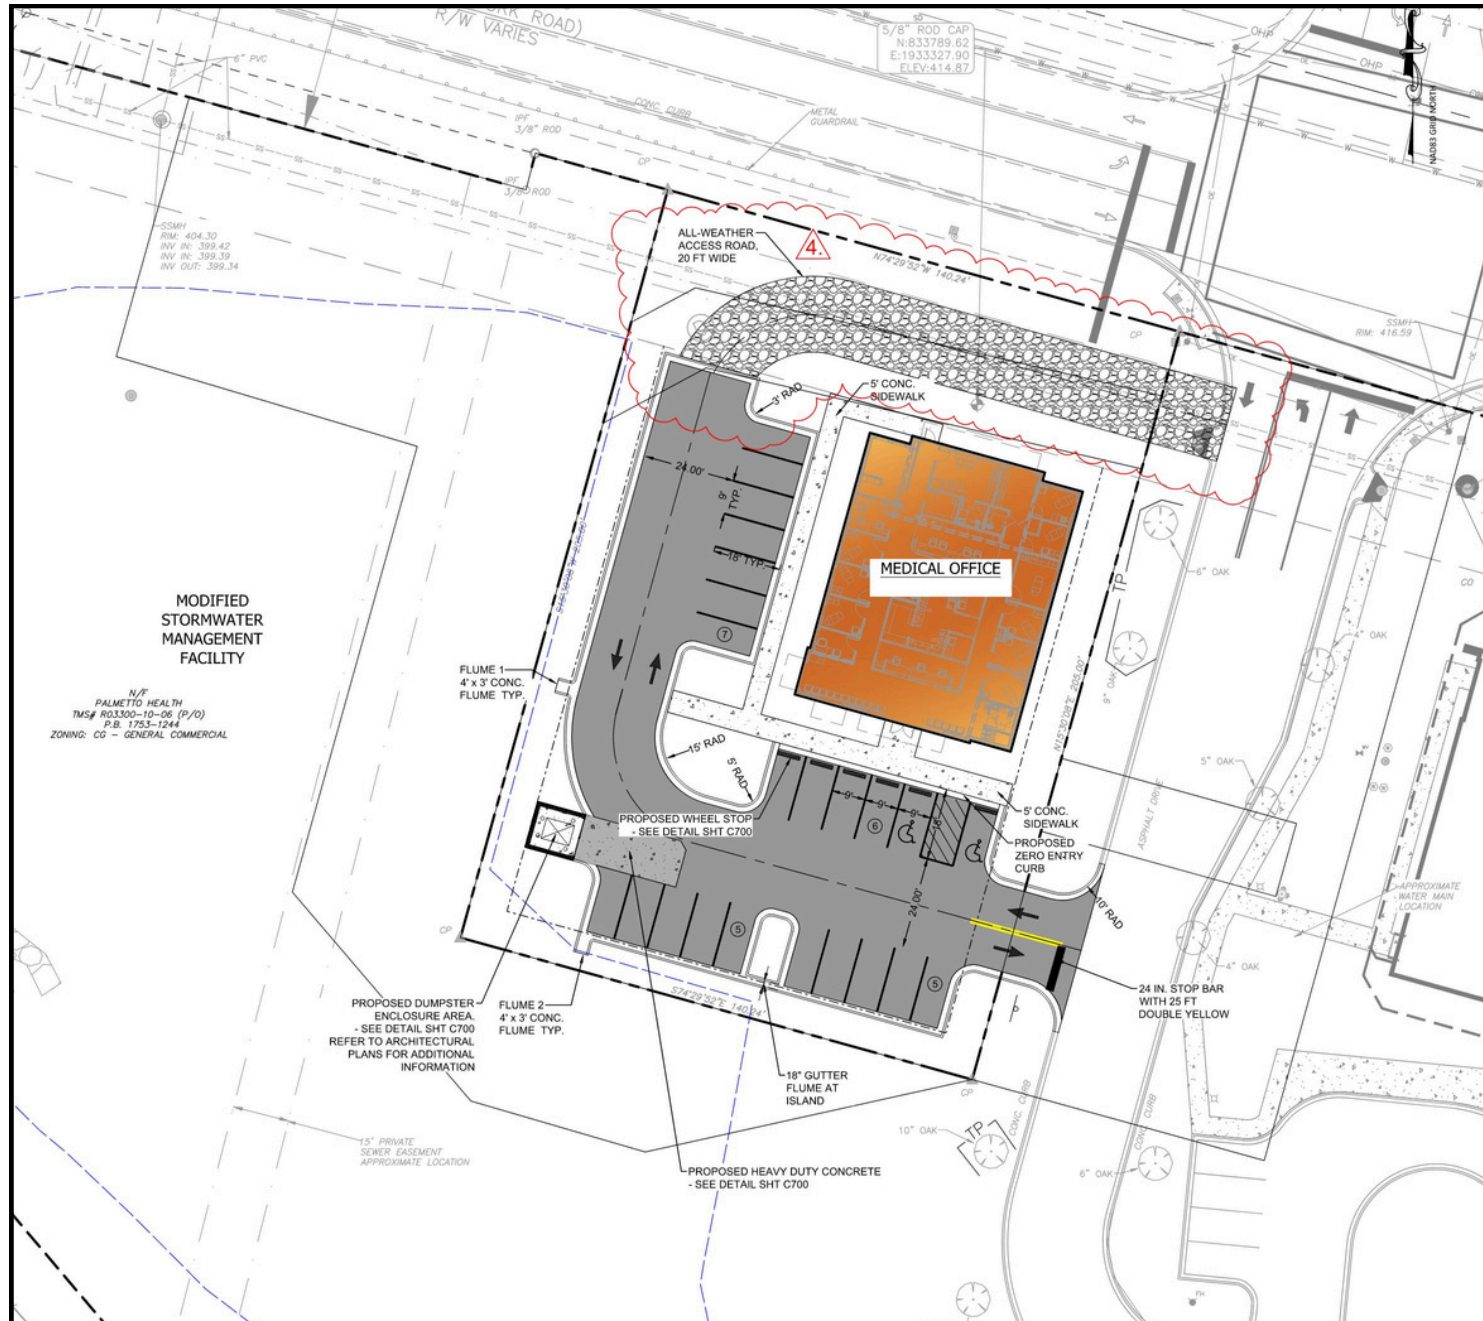 R/W VARIES
5/8" ROD CAP
N:833789.62
E:1933327.90
ELEV:414.87
OHP
OHP
6" PVC
CONC. CURB
METAL
GUARDRAIL
NAD83 GRID NORTH
IPF
3/8" ROD
CP
IPF
3/8" ROD
SSMH
RIM: 404.30
INV IN: 399.42
INV IN: 399.39
INV OUT: 399.34
ALL-WEATHER
ACCESS ROAD,
20 FT WIDE
4.
N74°29'52"W 140.24'
CP
SSMH
RIM: 416.59
3' RAD
5' CONC.
SIDEWALK
24.00'
9'
TYP.
18' TYP.
MEDICAL OFFICE
TP
6" OAK
CO
4" OAK
MODIFIED
STORMWATER
MANAGEMENT
FACILITY
7
FLUME 1
4' x 3' CONC.
FLUME TYP.
N/F
PALMETTO HEALTH
TMS# R03300-10-06 (P/O)
P.B. 1753-1244
ZONING: CG - GENERAL COMMERCIAL
9" OAK
N15°30'08"E 205.00'
15' RAD
5' RAD
5" OAK
ASPHALT DRIVE
PROPOSED WHEEL STOP
- SEE DETAIL SHT C700
9'
9'
9'
18'
6
5' CONC.
SIDEWALK
PROPOSED
ZERO ENTRY
CURB
24.00'
10' RAD
APPROXIMATE
WATER MAIN
LOCATION
CP
5
4" OAK
5
S74°29'52"E 140.24'
24 IN. STOP BAR
WITH 25 FT
DOUBLE YELLOW
PROPOSED DUMPSTER
ENCLOSURE AREA.
- SEE DETAIL SHT C700
REFER TO ARCHITECTURAL
PLANS FOR ADDITIONAL
INFORMATION
FLUME 2
4' x 3' CONC.
FLUME TYP.
18" GUTTER
FLUME AT
ISLAND
CP
CONC. CURB
CONC. CURB
10" OAK
TP
6" OAK
15' PRIVATE
SEWER EASEMENT
APPROXIMATE LOCATION
PROPOSED HEAVY DUTY CONCRETE
- SEE DETAIL SHT C700
FH